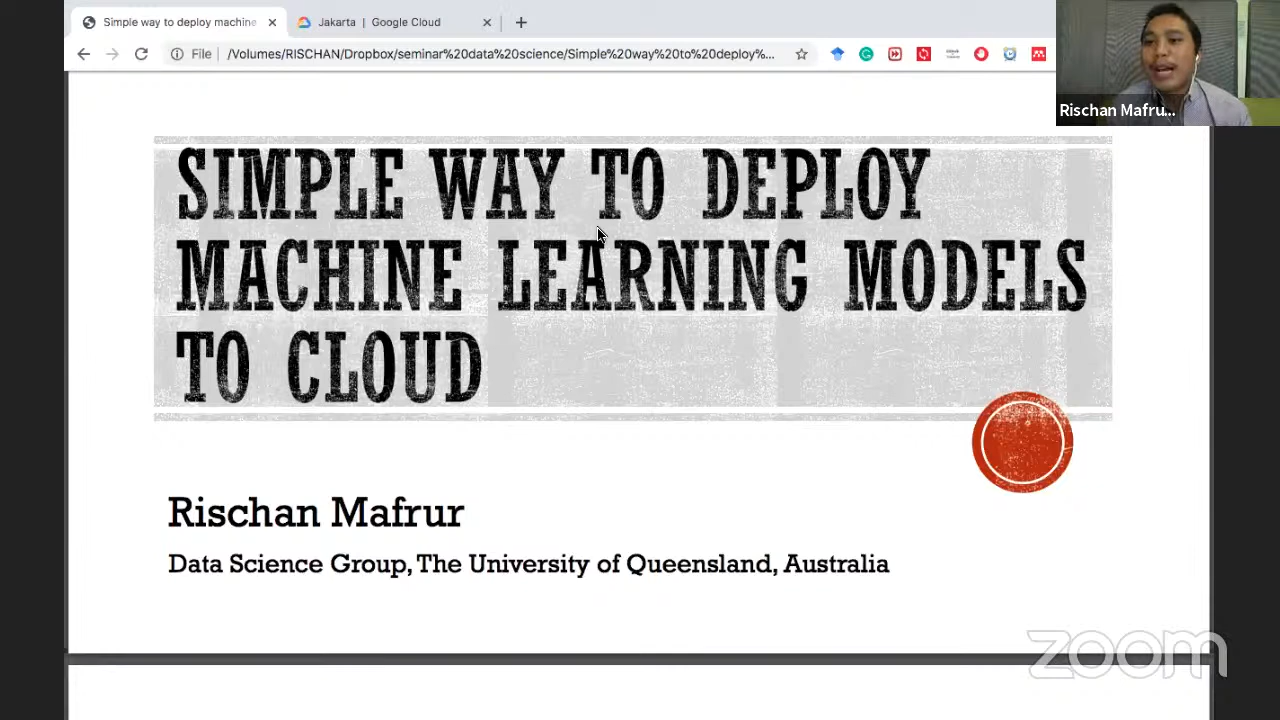 Simple way to deploy machine
Jakarta | Google Cloud
File
/Volumes/RISCHAN/Dropbox/seminar%20data%20science/Simple%20way%20to%20deploy%...
Rischan Mafru...
SIMPLE WAY TO DEPLOY
MACHINE LEARNING MODELS
TO CLOUD
Rischan Mafrur
Data Science Group, The University of Queensland, Australia
zoom